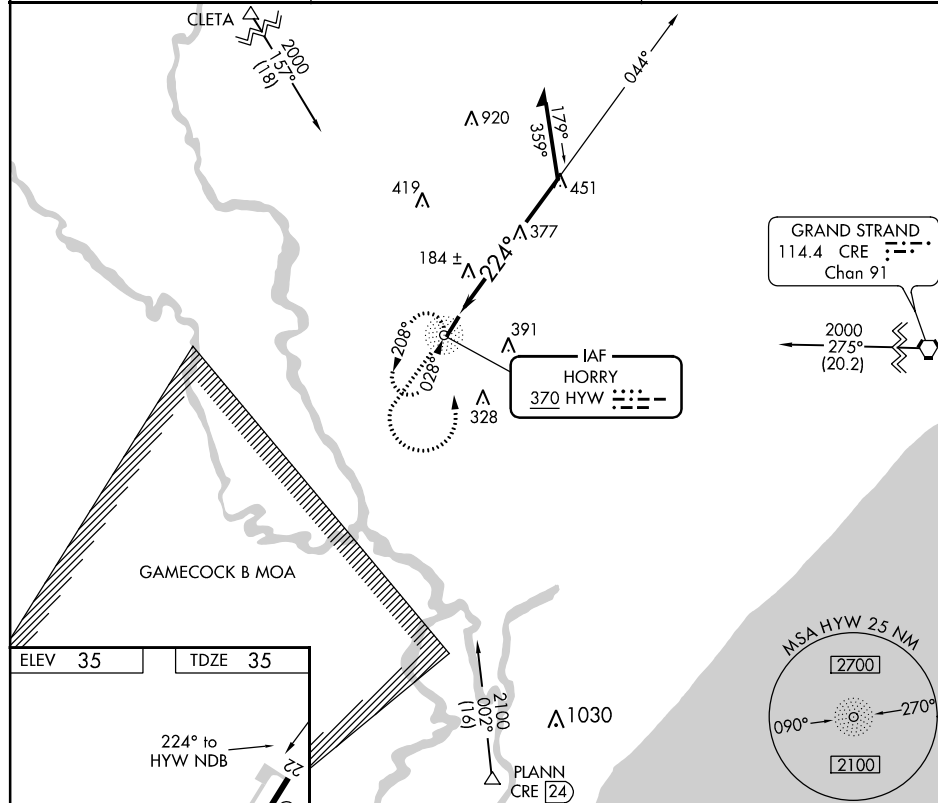 CLETA
2000
157°
(18)
044°
920
179°
359°
419
451
377
184 ±
224°
GRAND STRAND
114.4 CRE
Chan 91
2000
275°
(20.2)
208°
028°
391
IAF
HORRY
370 HYW
328
GAMECOCK B MOA
ELEV 35
TDZE 35
224° to
HYW NDB
22
2100
002°
(16)
1030
PLANN
CRE 24
MSA HYW 25 NM
2700
090°
270°
2100